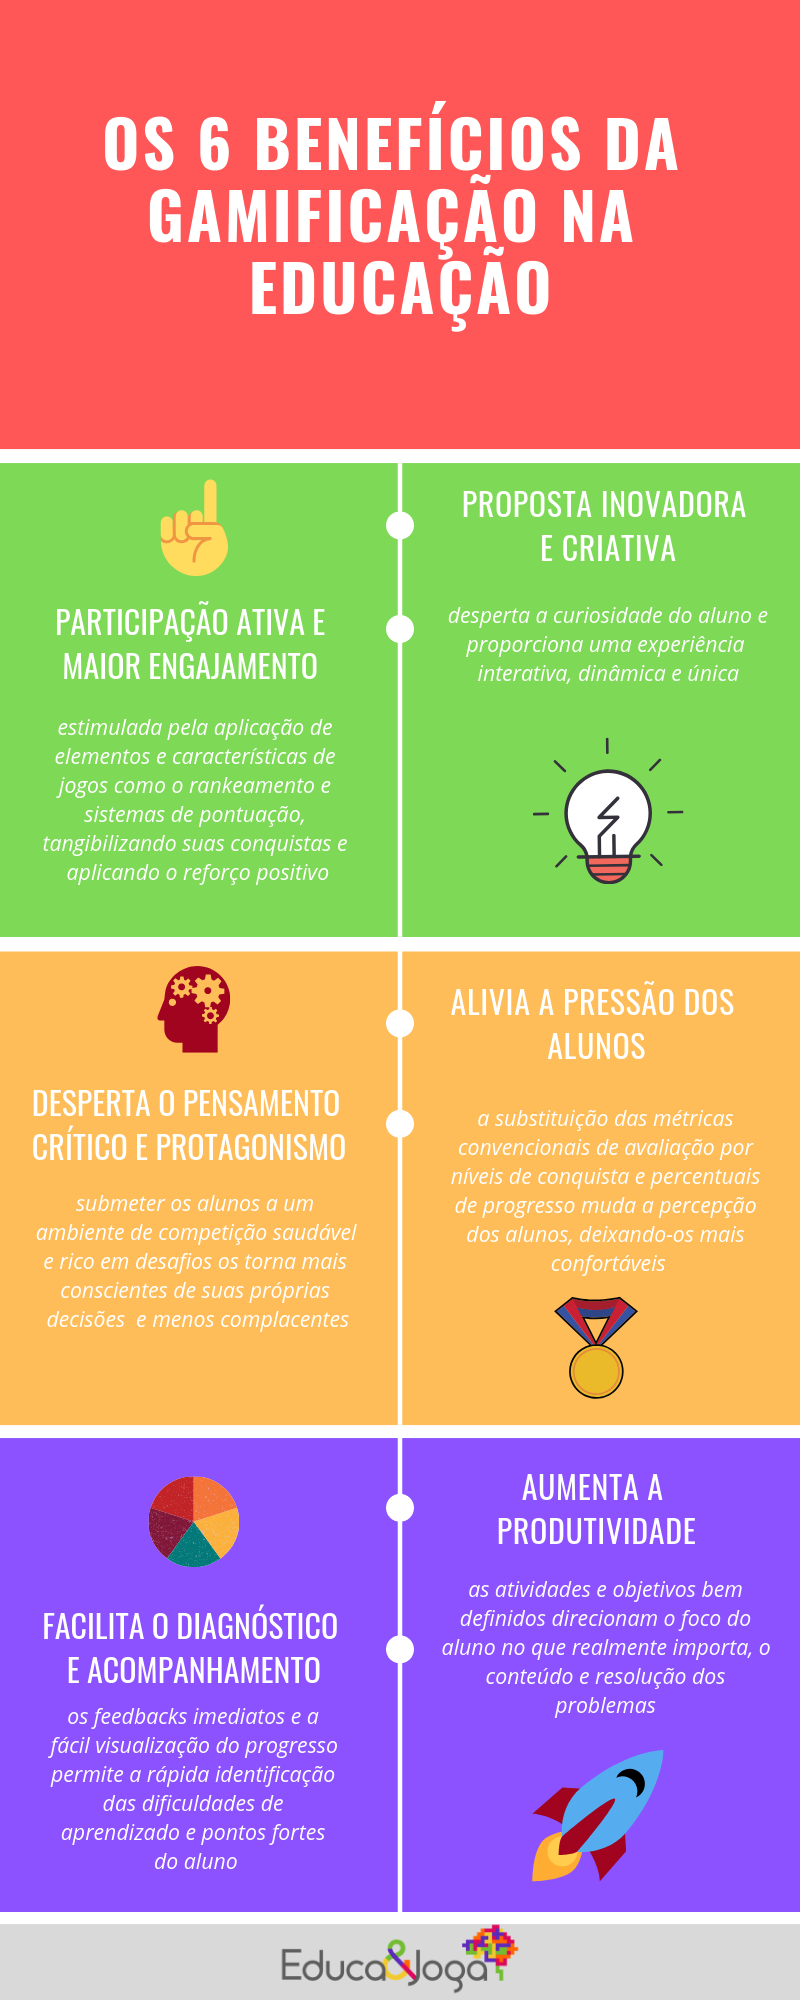 OS 6 BENEFÍCIOS DA
GAMIFICAÇÃO NA
EDUCAÇÃO
PARTICIPAÇÃO ATIVA E
MAIOR ENGAJAMENTO
estimulada pela aplicação de
elementos e características de
jogos como o rankeamento e
sistemas de pontuação,
tangibilizando suas conquistas e
aplicando o reforço positivo
PROPOSTA INOVADORA
E CRIATIVA
desperta a curiosidade do aluno e
proporciona uma experiência
interativa, dinâmica e única
DESPERTA O PENSAMENTO
CRÍTICO E PROTAGONISMO
submeter os alunos a um
ambiente de competição saudável
e rico em desafios os torna mais
conscientes de suas próprias
decisões  e menos complacentes
ALIVIA A PRESSÃO DOS
ALUNOS
a substituição das métricas
convencionais de avaliação por
níveis de conquista e percentuais
de progresso muda a percepção
dos alunos, deixando-os mais
confortáveis
FACILITA O DIAGNÓSTICO
E ACOMPANHAMENTO
os feedbacks imediatos e a
fácil visualização do progresso
permite a rápida identificação
das dificuldades de
aprendizado e pontos fortes
do aluno
AUMENTA A
PRODUTIVIDADE
as atividades e objetivos bem
definidos direcionam o foco do
aluno no que realmente importa, o
conteúdo e resolução dos
problemas
Educa&Joga